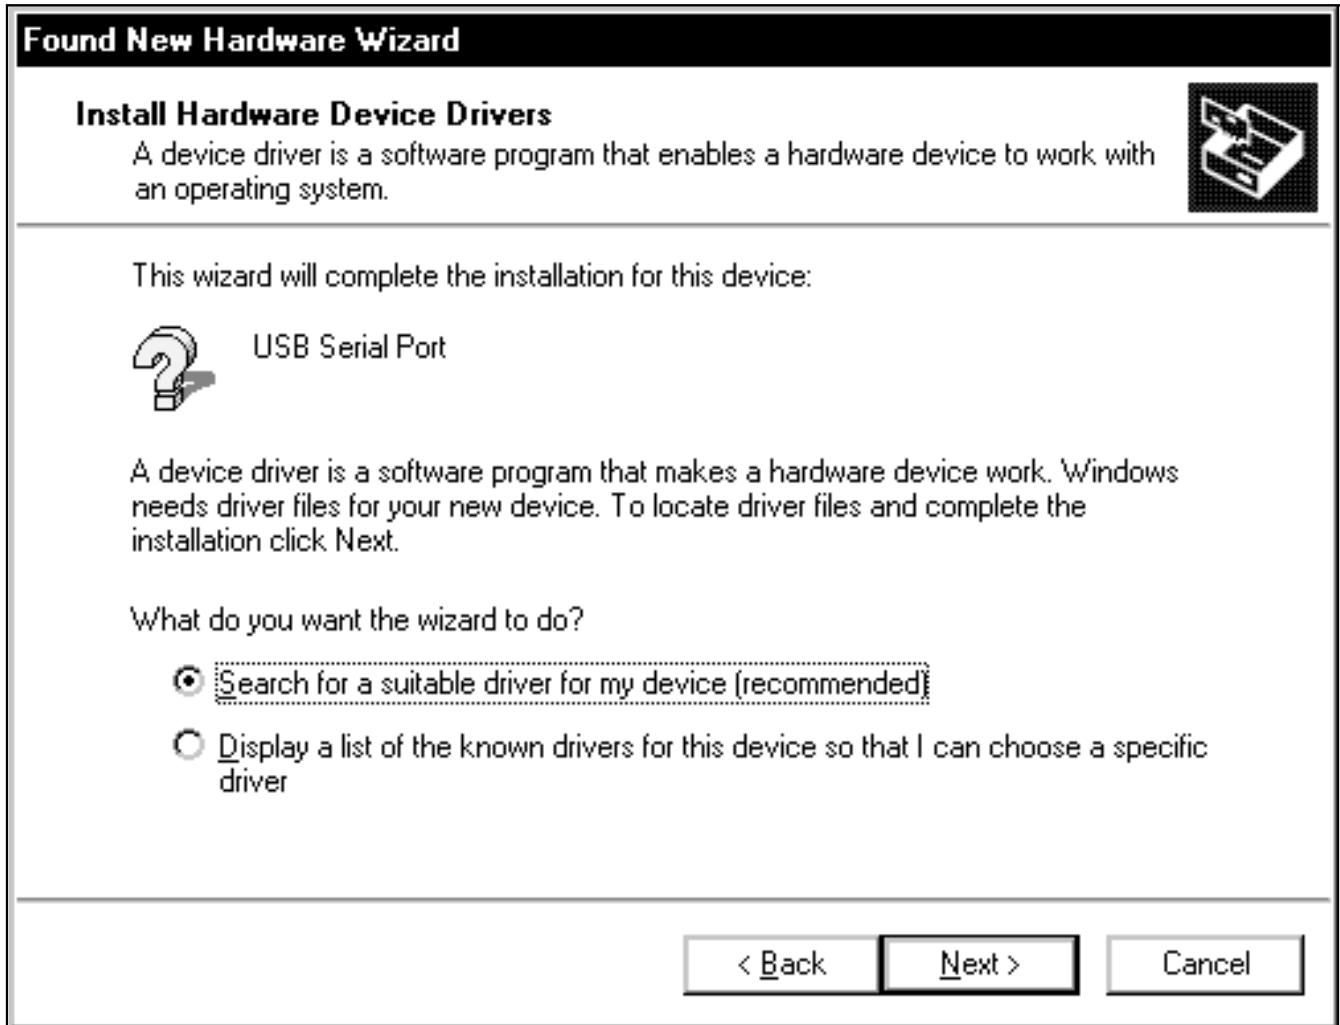 Found New Hardware Wizard
Install Hardware Device Drivers
A device driver is a software program that enables a hardware device to work with
an operating system.
This wizard will complete the installation for this device:
USB Serial Port
A device driver is a software program that makes a hardware device work. Windows
needs driver files for your new device. To locate driver files and complete the
installation click Next.
What do you want the wizard to do?
Search for a suitable driver for my device (recommended)
Display a list of the known drivers for this device so that I can choose a specific
driver
< Back Next > Cancel